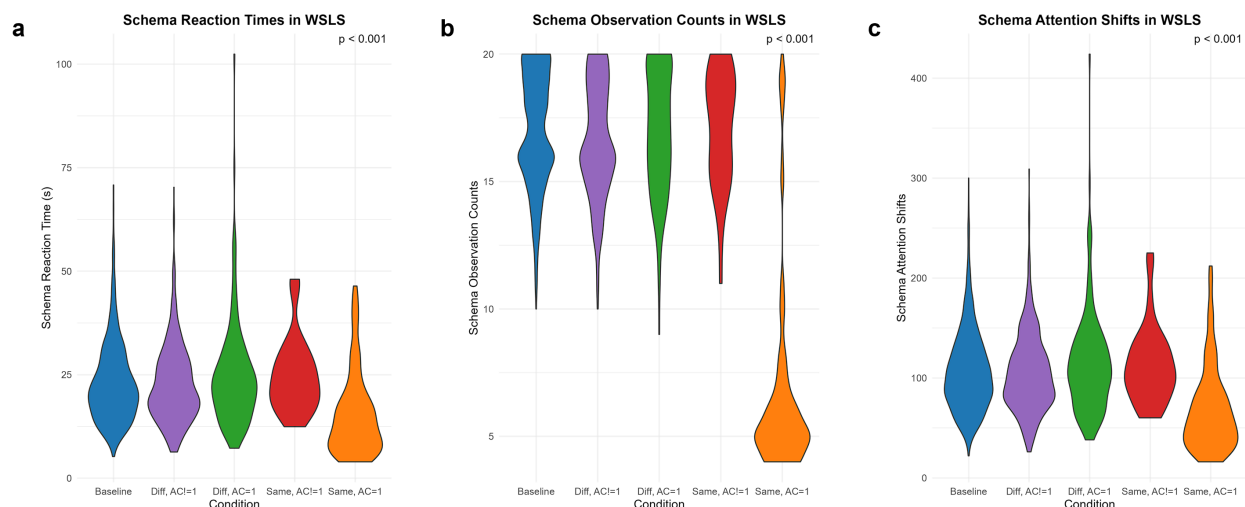 a
Schema Reaction Times in WSLS
p < 0.001
Schema Reaction Time (s)
100
75
50
25
0
Baseline
Diff, AC!=1
Diff, AC=1
Same, AC!=1
Same, AC=1
Condition
b
Schema Observation Counts in WSLS
p < 0.001
Schema Observation Counts
20
15
10
5
Baseline
Diff, AC!=1
Diff, AC=1
Same, AC!=1
Same, AC=1
Condition
c
Schema Attention Shifts in WSLS
p < 0.001
Schema Attention Shifts
400
300
200
100
0
Baseline
Diff, AC!=1
Diff, AC=1
Same, AC!=1
Same, AC=1
Condition